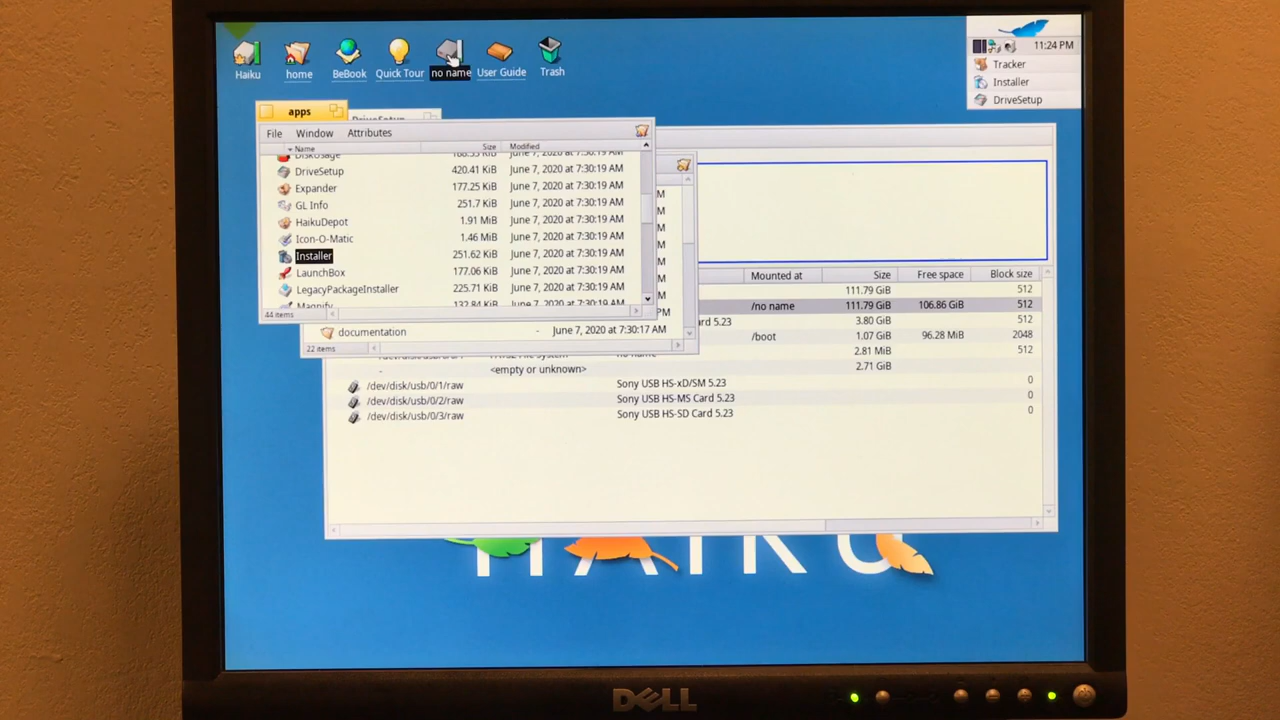 Haiku
home
BeBook
Quick Tour
no name
User Guide
Trash
11:24 PM
Tracker
Installer
DriveSetup
apps
DriveSetup
File Window Attributes
Name Size Modified
DiskUsage 168.55 KiB June 7, 2020 at 7:30:19 AM
DriveSetup 420.41 KiB June 7, 2020 at 7:30:19 AM
Expander 177.25 KiB June 7, 2020 at 7:30:19 AM
GL Info 251.7 KiB June 7, 2020 at 7:30:19 AM
HaikuDepot 1.91 MiB June 7, 2020 at 7:30:19 AM
Icon-O-Matic 1.46 MiB June 7, 2020 at 7:30:19 AM
Installer 251.62 KiB June 7, 2020 at 7:30:19 AM
LaunchBox 177.06 KiB June 7, 2020 at 7:30:19 AM
LegacyPackageInstaller 225.71 KiB June 7, 2020 at 7:30:19 AM
Magnify 132.84 KiB June 7, 2020 at 7:30:19 AM
44 items
M
M
M
M
M
M
M
PM
documentation - June 7, 2020 at 7:30:17 AM
22 items
Mounted at Size Free space Block size
111.79 GiB 512
/no name 111.79 GiB 106.86 GiB 512
ard 5.23 3.80 GiB 512
/boot 1.07 GiB 96.28 MiB 2048
2.81 MiB 512
- <empty or unknown> 2.71 GiB
/dev/disk/usb/0/1/raw Sony USB HS-xD/SM 5.23 0
/dev/disk/usb/0/2/raw Sony USB HS-MS Card 5.23 0
/dev/disk/usb/0/3/raw Sony USB HS-SD Card 5.23 0
HAIKU
DELL